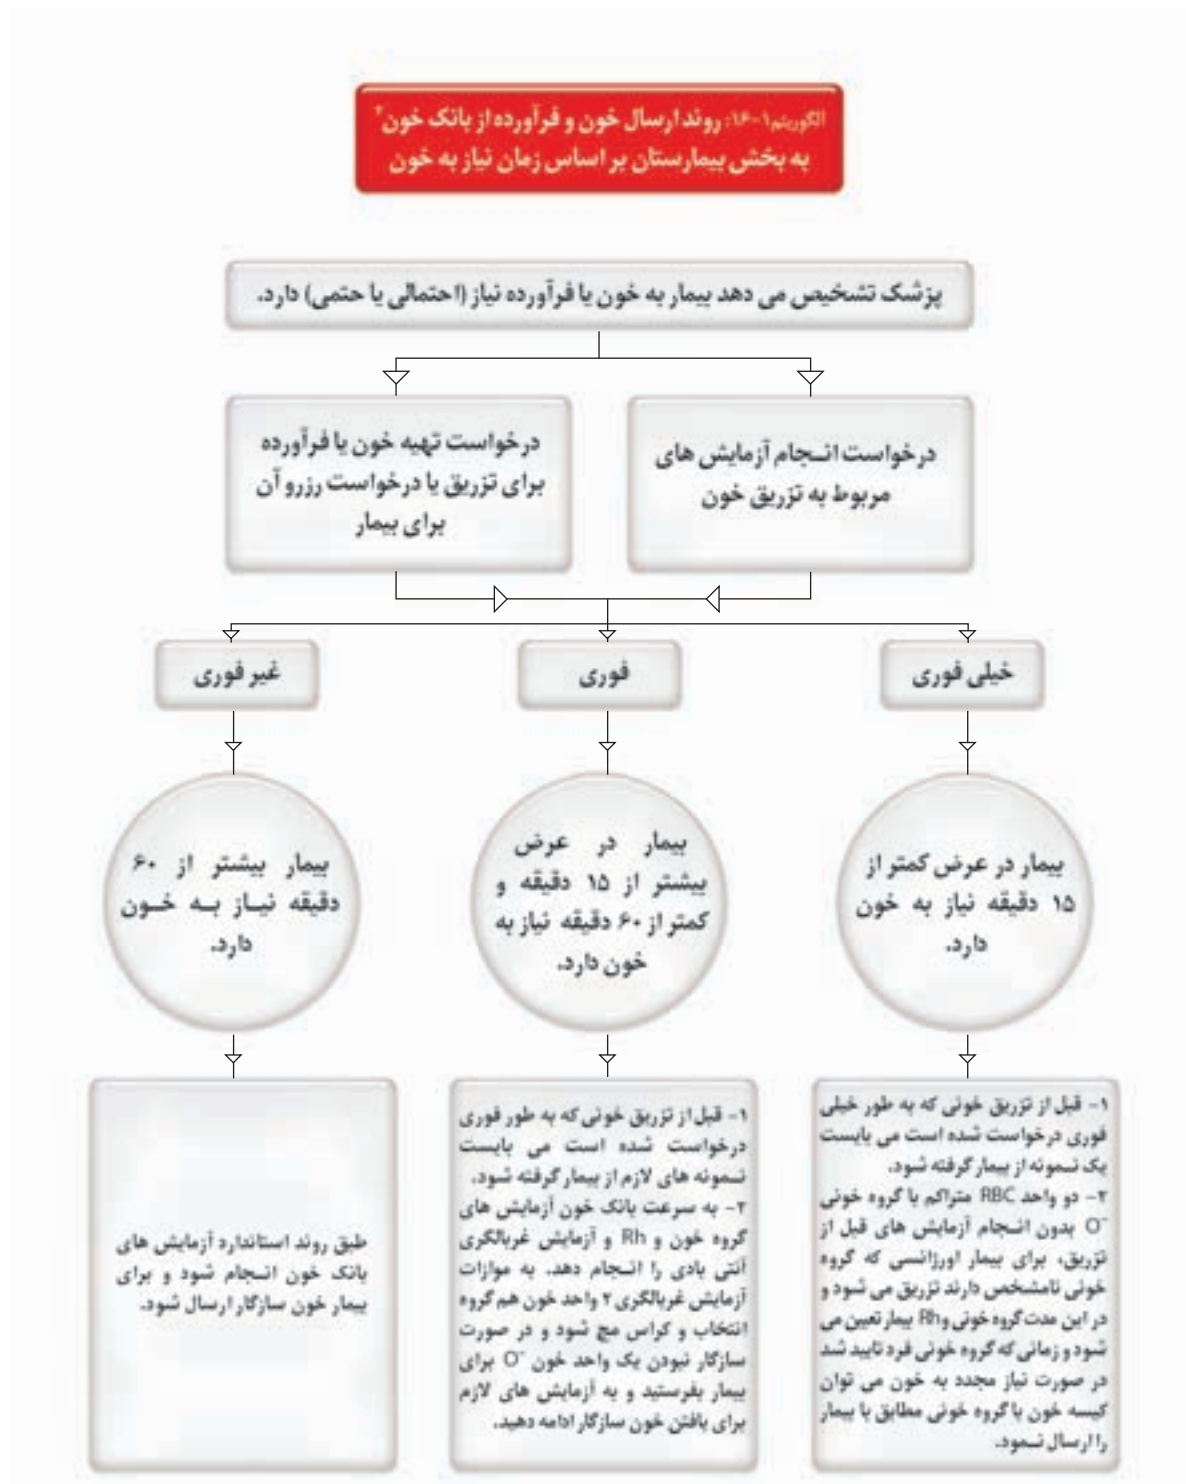 الگوریتم ۱-۱۶: روند ارسال خون و فرآورده از بانک خون*
به بخش بیمارستان بر اساس زمان نیاز به خون
پزشک تشخیص می دهد بیمار به خون یا فرآورده نیاز (احتمالی یا حتمی) دارد.
درخواست انـجام آزمایش های
مربوط به تزریق خون
درخواست تهیه خون یا فرآورده
برای تزریق یا درخواست رزرو آن
برای بیمار
خیلی فوری
فوری
غیر فوری
بیمار در عرض کمتر از
۱۵ دقیقه نیاز به خون
دارد.
بیمار در عرض
بیشتر از ۱۵ دقیقه و
کمتر از ۶۰ دقیقه نیاز به
خون دارد.
بیمار بیشتر از ۶۰
دقیقه نیـاز بـه خـون
دارد.
۱- قبل از تزریق خونی که به طور خیلی
فوری درخواست شده است می بایست
یک نـمونه از بیمار گرفته شود.
۲- دو واحد RBC متراکم با گروه خونی
O⁻ بدون انـجام آزمایش های قبل از
تزریق، برای بیمار اورژانسی که گروه
خونی نامشخص دارند تزریق می شود و
در این مدت گروه خونی و Rh بیمار تعیین می
شود و زمانی که گروه خونی فرد تایید شد
در صورت نیاز مجدد به خون می توان
کیسه خون با گروه خونی مطابق با بیمار
را ارسال نـمود.
۱- قبل از تزریق خونی که به طور فوری
درخواست شده است می بایست
نـمونه های لازم از بیمار گرفته شود.
۲- به سرعت بانک خون آزمایش های
گروه خون و Rh و آزمایش غربالگری
آنتی بادی را انـجام دهد. به موازات
آزمایش غربالگری ۲ واحد خون هم گروه
انتخاب و کراس مچ شود و در صورت
سازگار نبودن یک واحد خون O⁻ برای
بیمار بفرستید و به آزمایش های لازم
برای یافتن خون سازگار ادامه دهید.
طبق روند استاندارد آزمایش های
بانک خون انـجام شود و برای
بیمار خون سازگار ارسال شود.